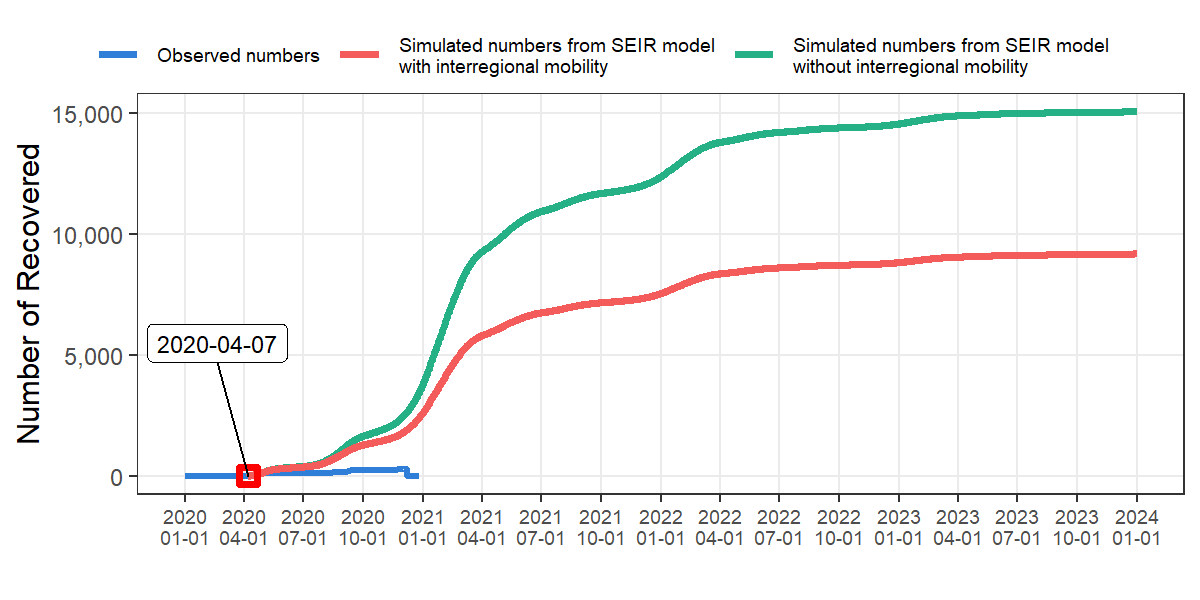 Observed numbers
Simulated numbers from SEIR model
with interregional mobility
Simulated numbers from SEIR model
without interregional mobility
Number of Recovered
15,000
10,000
5,000
0
2020-04-07
2020 2020 2020 2020 2021 2021 2021 2021 2022 2022 2022 2022 2023 2023 2023 2023 2024
01-01 04-01 07-01 10-01 01-01 04-01 07-01 10-01 01-01 04-01 07-01 10-01 01-01 04-01 07-01 10-01 01-01